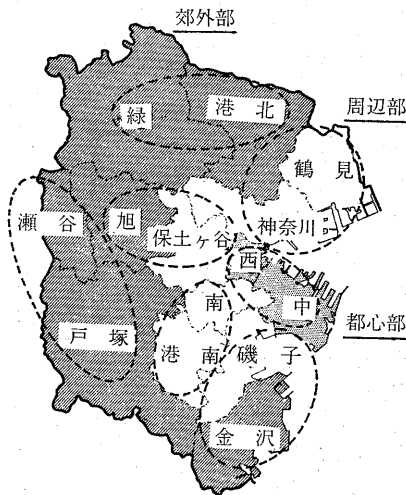 郊外部
港北
緑
周辺部
鶴見
瀬谷
旭
保土ヶ谷
神奈川
西
中
南
都心部
戸塚
港南
磯子
金沢